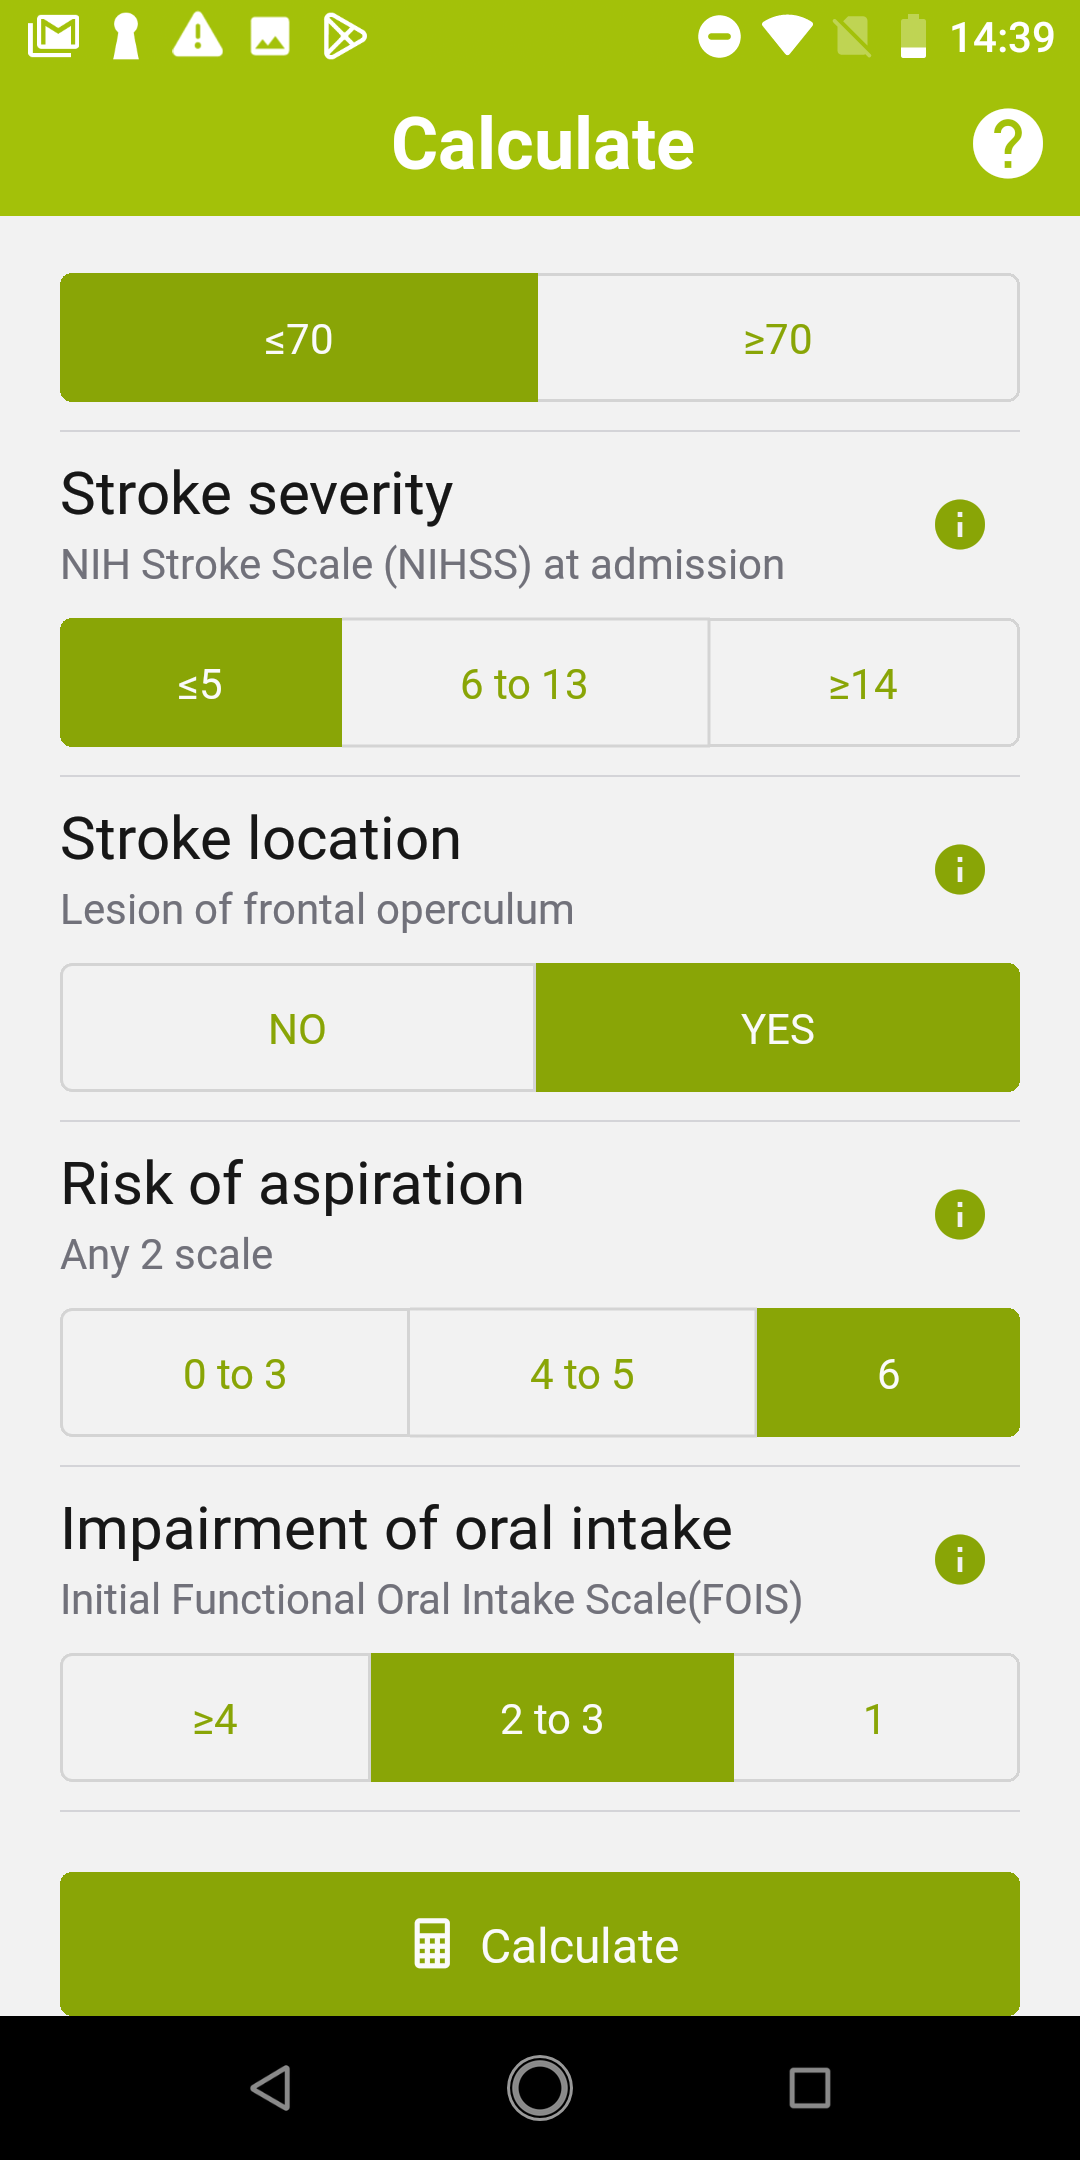 14:39
Calculate
≤70
≥70
Stroke severity
NIH Stroke Scale (NIHSS) at admission
≤5
6 to 13
≥14
Stroke location
Lesion of frontal operculum
NO
YES
Risk of aspiration
Any 2 scale
0 to 3
4 to 5
6
Impairment of oral intake
Initial Functional Oral Intake Scale(FOIS)
≥4
2 to 3
1
Calculate